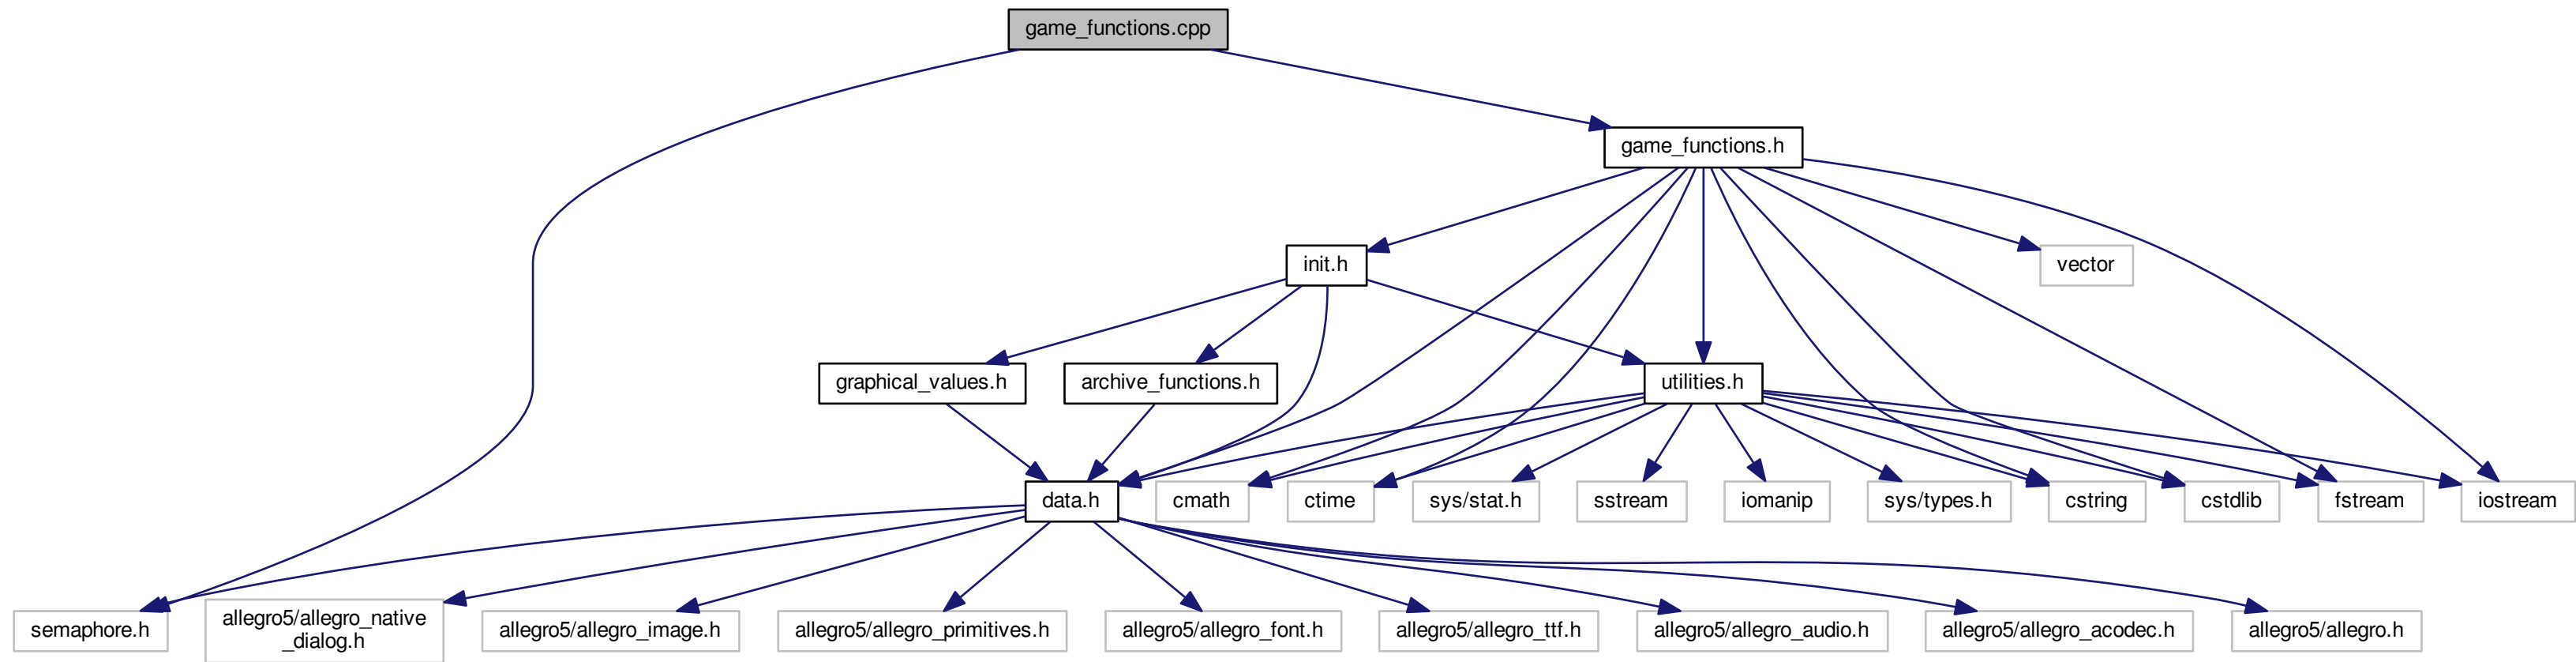 game_functions.cpp
game_functions.h
init.h
vector
graphical_values.h
archive_functions.h
utilities.h
data.h
cmath
ctime
sys/stat.h
sstream
iomanip
sys/types.h
cstring
cstdlib
fstream
iostream
semaphore.h
allegro5/allegro_native
_dialog.h
allegro5/allegro_image.h
allegro5/allegro_primitives.h
allegro5/allegro_font.h
allegro5/allegro_ttf.h
allegro5/allegro_audio.h
allegro5/allegro_acodec.h
allegro5/allegro.h